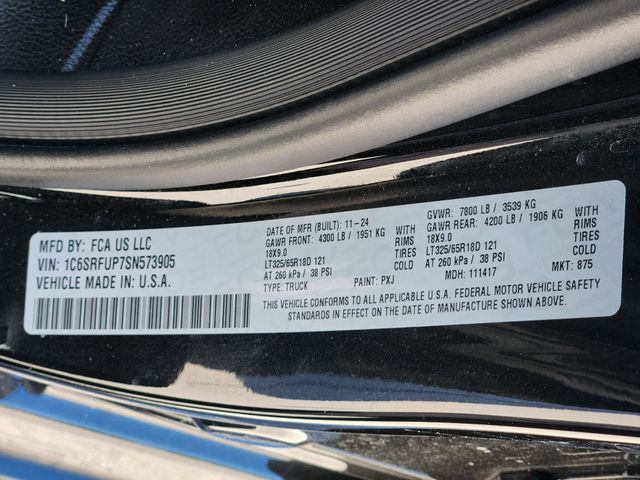 MFD BY: FCA US LLC
VIN: 1C6SRFUP7SN573905
VEHICLE MADE IN: U.S.A.
DATE OF MFR (BUILT): 11-24 GVWR: 7800 LB / 3539 KG
GAWR FRONT: 4300 LB / 1951 KG WITH GAWR REAR: 4200 LB / 1906 KG WITH
18X9.0 RIMS 18X9.0 RIMS
LT325/65R18D 121 TIRES LT325/65R18D 121 TIRES
AT 260 kPa / 38 PSI COLD AT 260 kPa / 38 PSI COLD
TYPE: TRUCK PAINT: PXJ MDH: 111417 MKT: 875
THIS VEHICLE CONFORMS TO ALL APPLICABLE U.S.A. FEDERAL MOTOR VEHICLE SAFETY
STANDARDS IN EFFECT ON THE DATE OF MANUFACTURE SHOWN ABOVE.